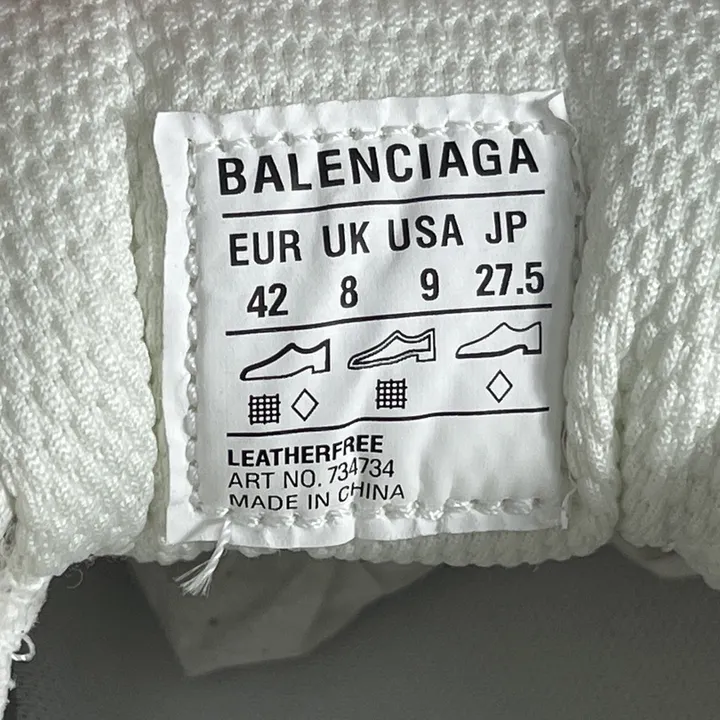 BALENCIAGA
EUR UK USA JP
42 8 9 27.5
LEATHERFREE
ART NO. 734734
MADE IN CHINA